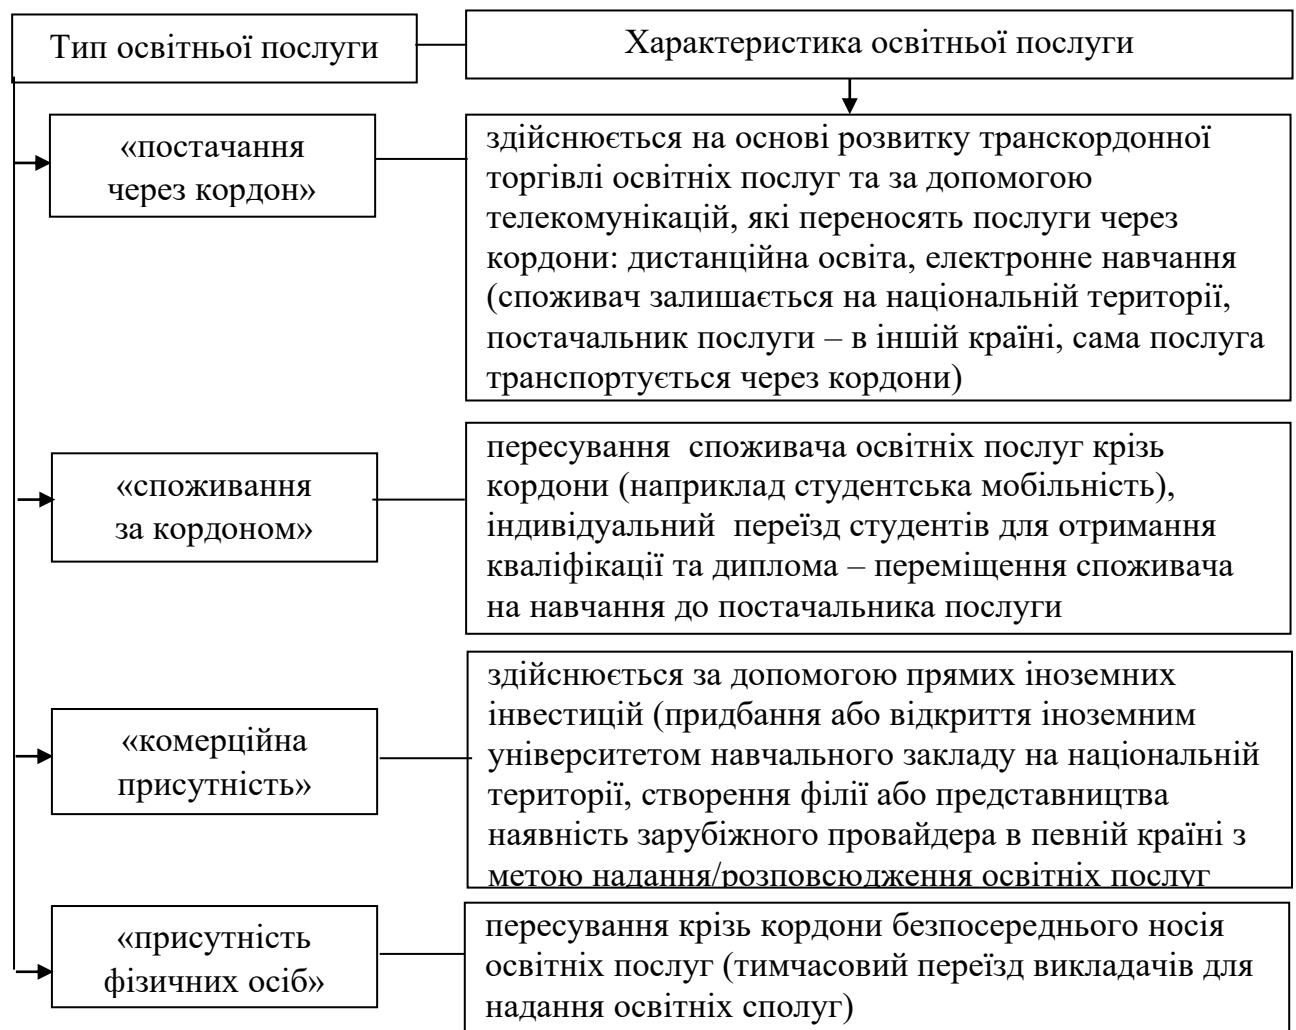 Тип освітньої послуги
Характеристика освітньої послуги
«постачання
через кордон»
здійснюється на основі розвитку транскордонної
торгівлі освітніх послуг та за допомогою
телекомунікацій, які переносять послуги через
кордони: дистанційна освіта, електронне навчання
(споживач залишається на національній території,
постачальник послуги – в іншій країні, сама послуга
транспортується через кордони)
«споживання
за кордоном»
пересування споживача освітніх послуг крізь
кордони (наприклад студентська мобільність),
індивідуальний переїзд студентів для отримання
кваліфікації та диплома – переміщення споживача
на навчання до постачальника послуги
«комерційна
присутність»
здійснюється за допомогою прямих іноземних
інвестицій (придбання або відкриття іноземним
університетом навчального закладу на національній
території, створення філії або представництва
наявність зарубіжного провайдера в певній країні з
метою надання/розповсюдження освітніх послуг
«присутність
фізичних осіб»
пересування крізь кордони безпосереднього носія
освітніх послуг (тимчасовий переїзд викладачів для
надання освітніх сполуг)